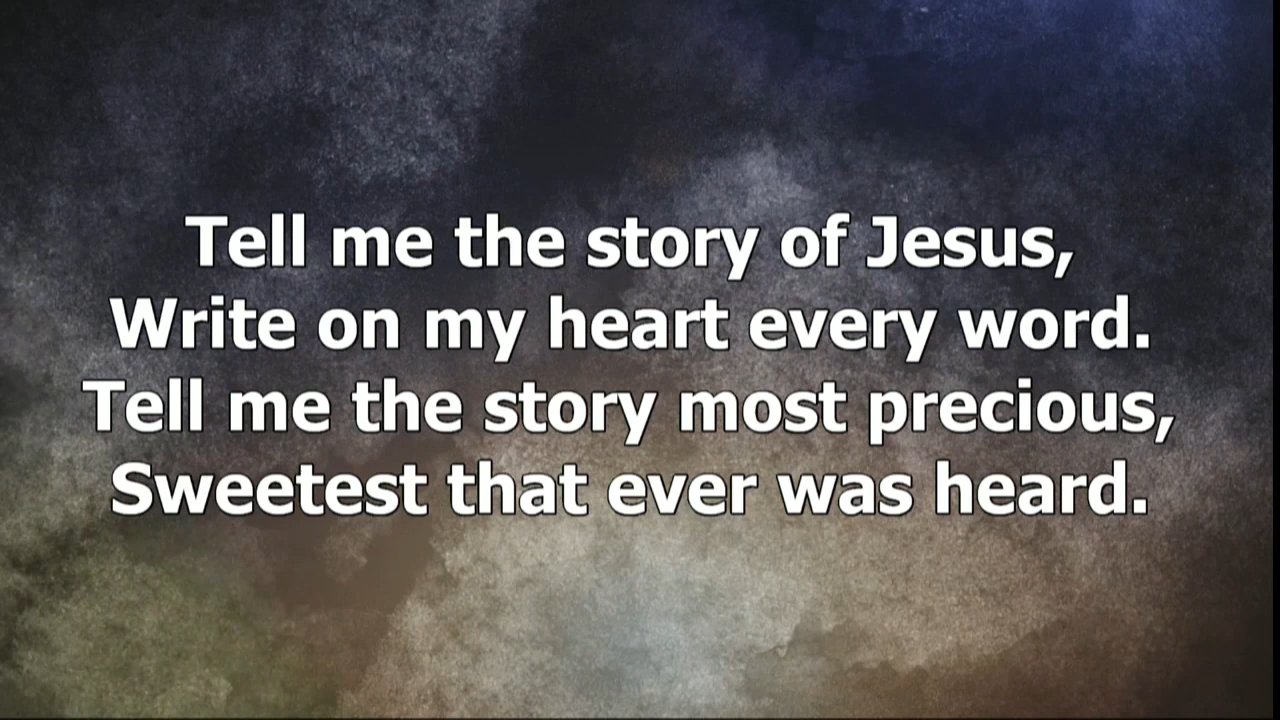 Tell me the story of Jesus,
Write on my heart every word.
Tell me the story most precious,
Sweetest that ever was heard.